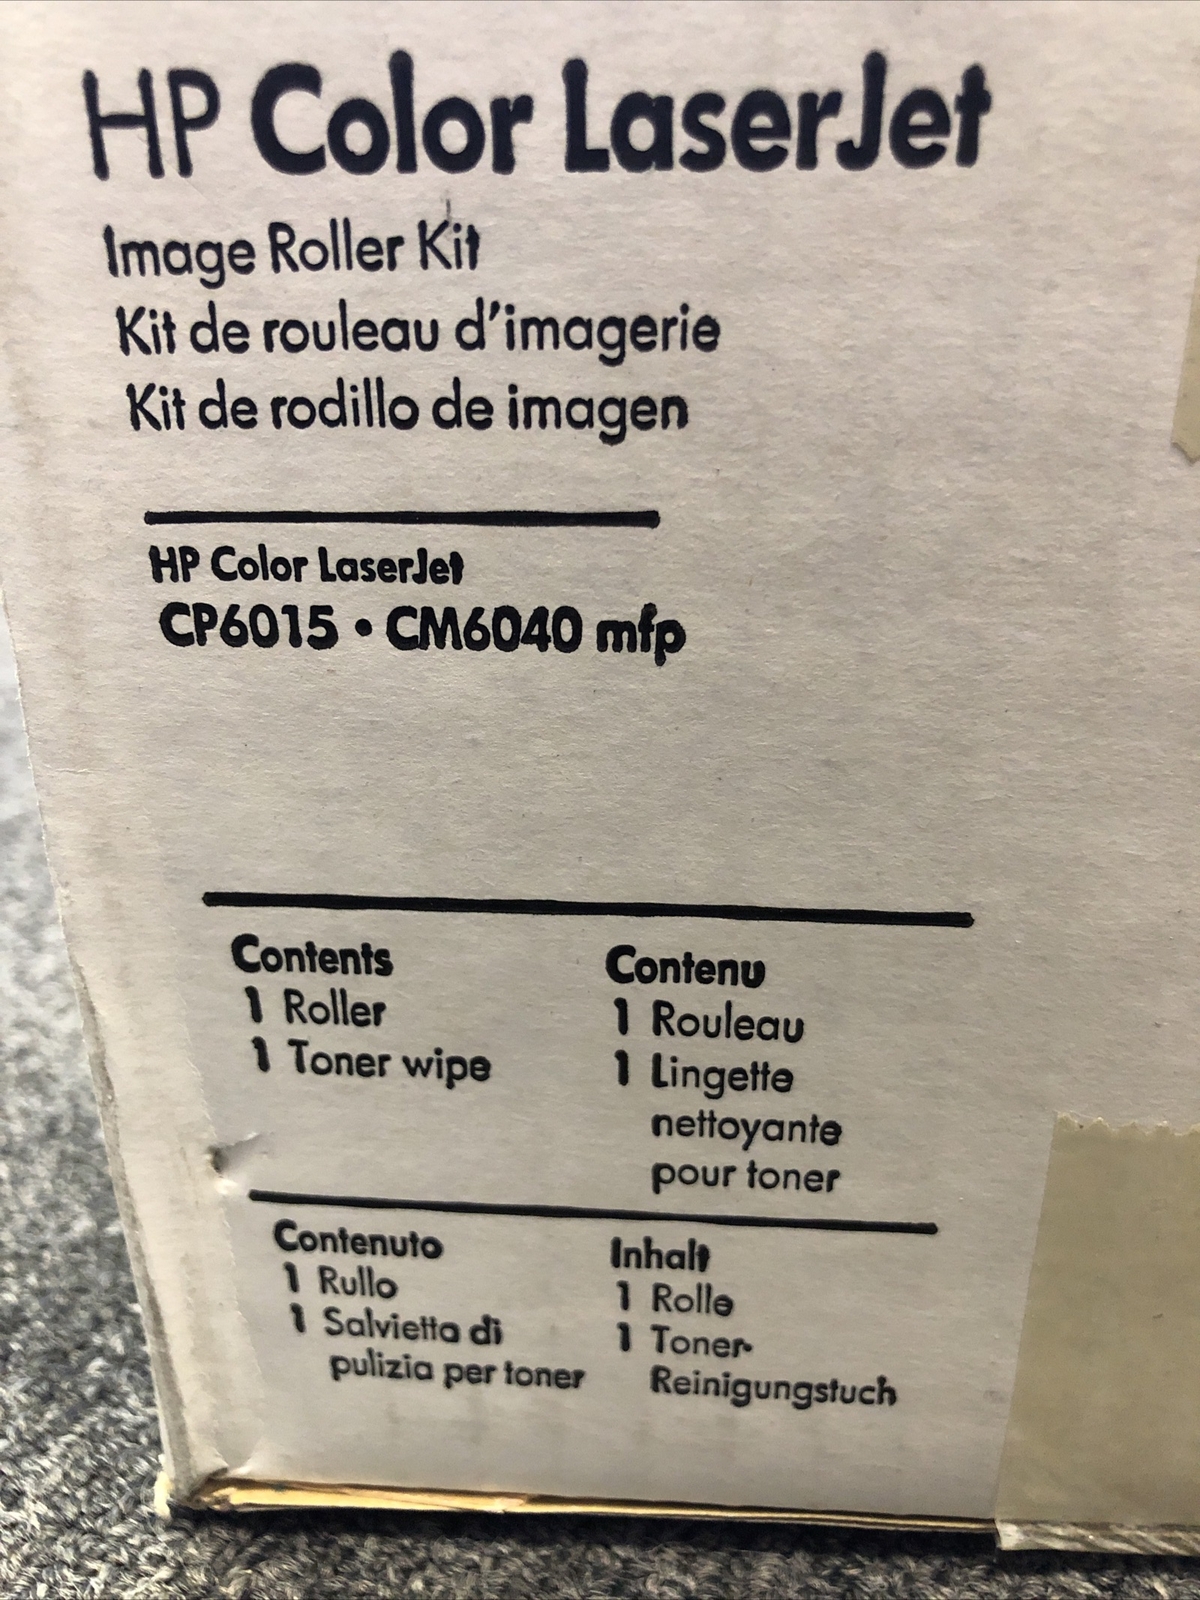 HP Color LaserJet
Image Roller Kit
Kit de rouleau d'imagerie
Kit de rodillo de imagen
HP Color LaserJet
CP6015 • CM6040 mfp
Contents
1 Roller
1 Toner wipe
Contenu
1 Rouleau
1 Lingette
nettoyante
pour toner
Contenuto
1 Rullo
1 Salvietta di
pulizia per toner
Inhalt
1 Rolle
1 Toner-
Reinigungstuch